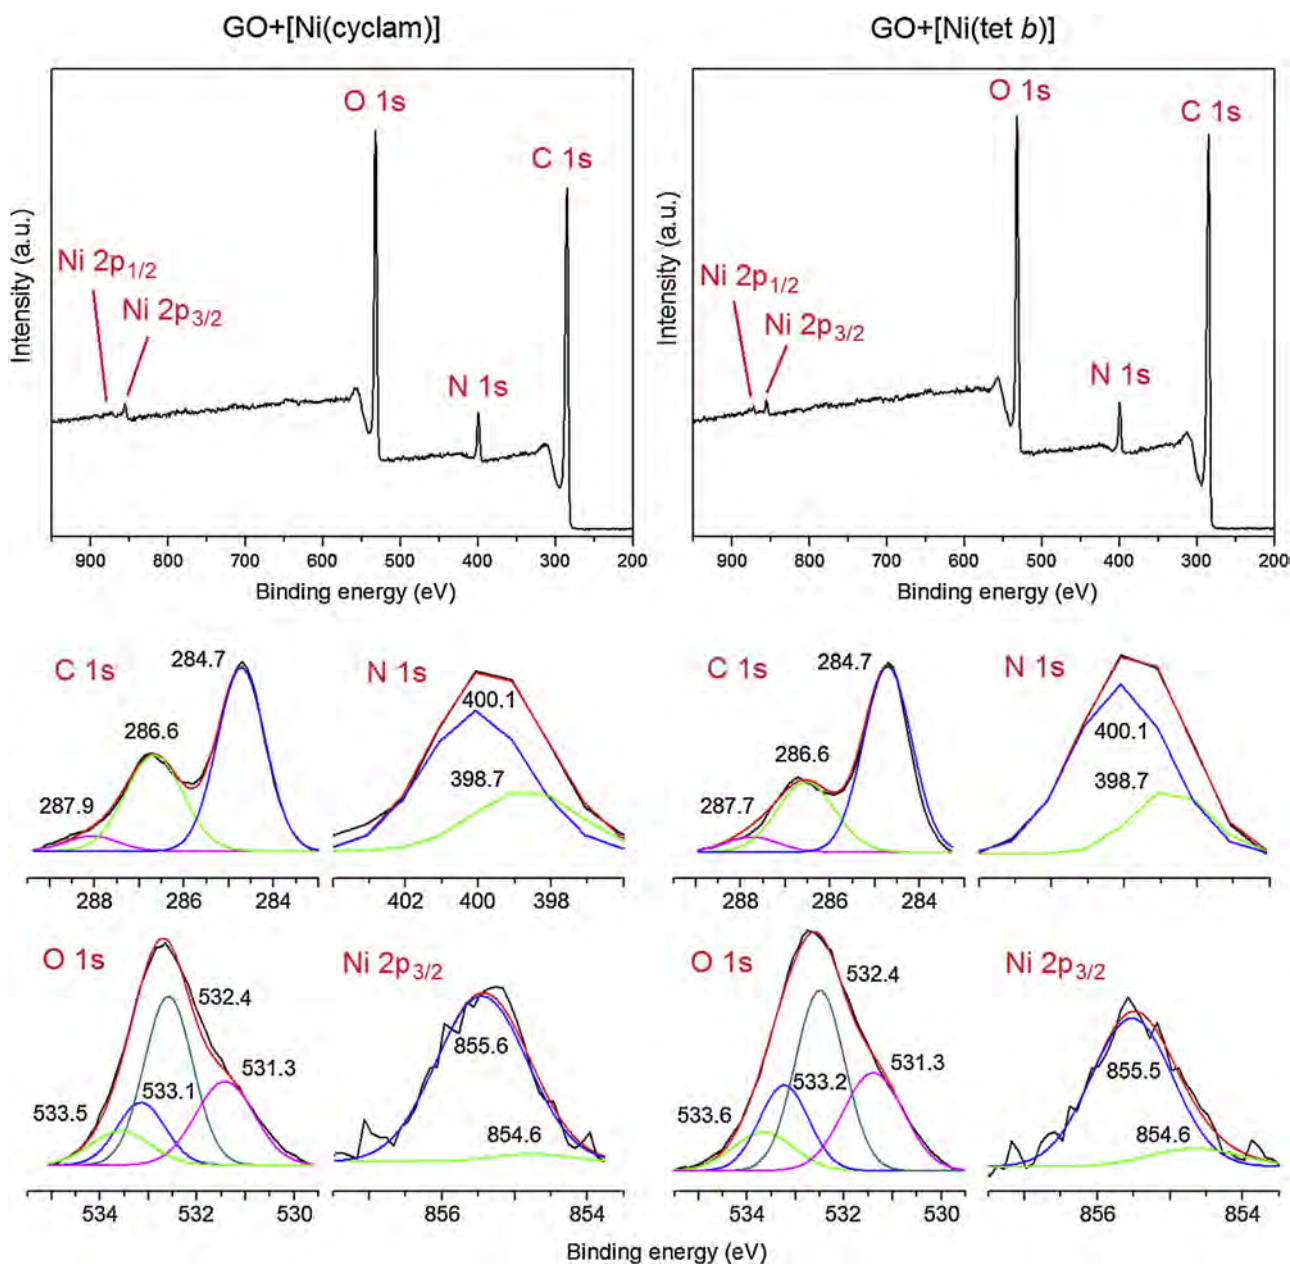 GO+[Ni(cyclam)]
O 1s
C 1s
Ni 2p1/2
Ni 2p3/2
N 1s
Intensity (a.u.)
900 800 700 600 500 400 300 200
Binding energy (eV)
GO+[Ni(tet b)]
O 1s
C 1s
Ni 2p1/2
Ni 2p3/2
N 1s
Intensity (a.u.)
900 800 700 600 500 400 300 200
Binding energy (eV)
C 1s
284.7
286.6
287.9
288 286 284
N 1s
400.1
398.7
402 400 398
C 1s
284.7
286.6
287.7
288 286 284
N 1s
400.1
398.7
O 1s
532.4
531.3
533.1
533.5
534 532 530
Ni 2p3/2
855.6
854.6
856 854
O 1s
532.4
531.3
533.2
533.6
534 532 530
Ni 2p3/2
855.5
854.6
856 854
Binding energy (eV)